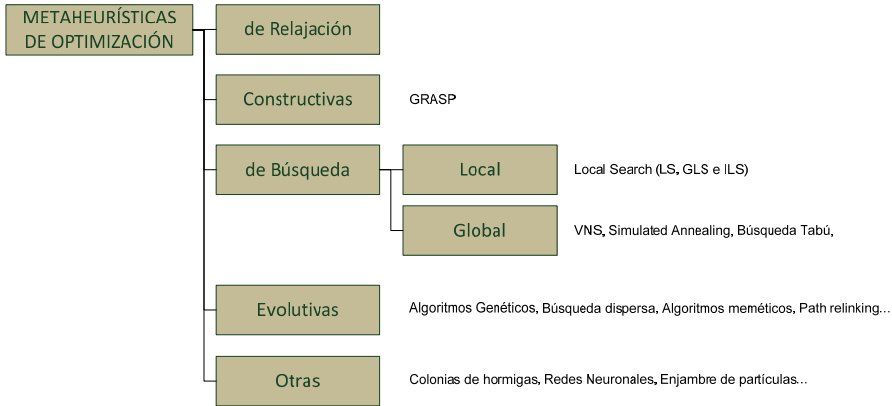 METAHEURÍSTICAS
DE OPTIMIZACIÓN
de Relajación
Constructivas
GRASP
de Búsqueda
Local
Local Search (LS, GLS e ILS)
Global
VNS, Simulated Annealing, Búsqueda Tabú,
Evolutivas
Algoritmos Genéticos, Búsqueda dispersa, Algoritmos meméticos, Path relinking...
Otras
Colonias de hormigas, Redes Neuronales, Enjambre de partículas...